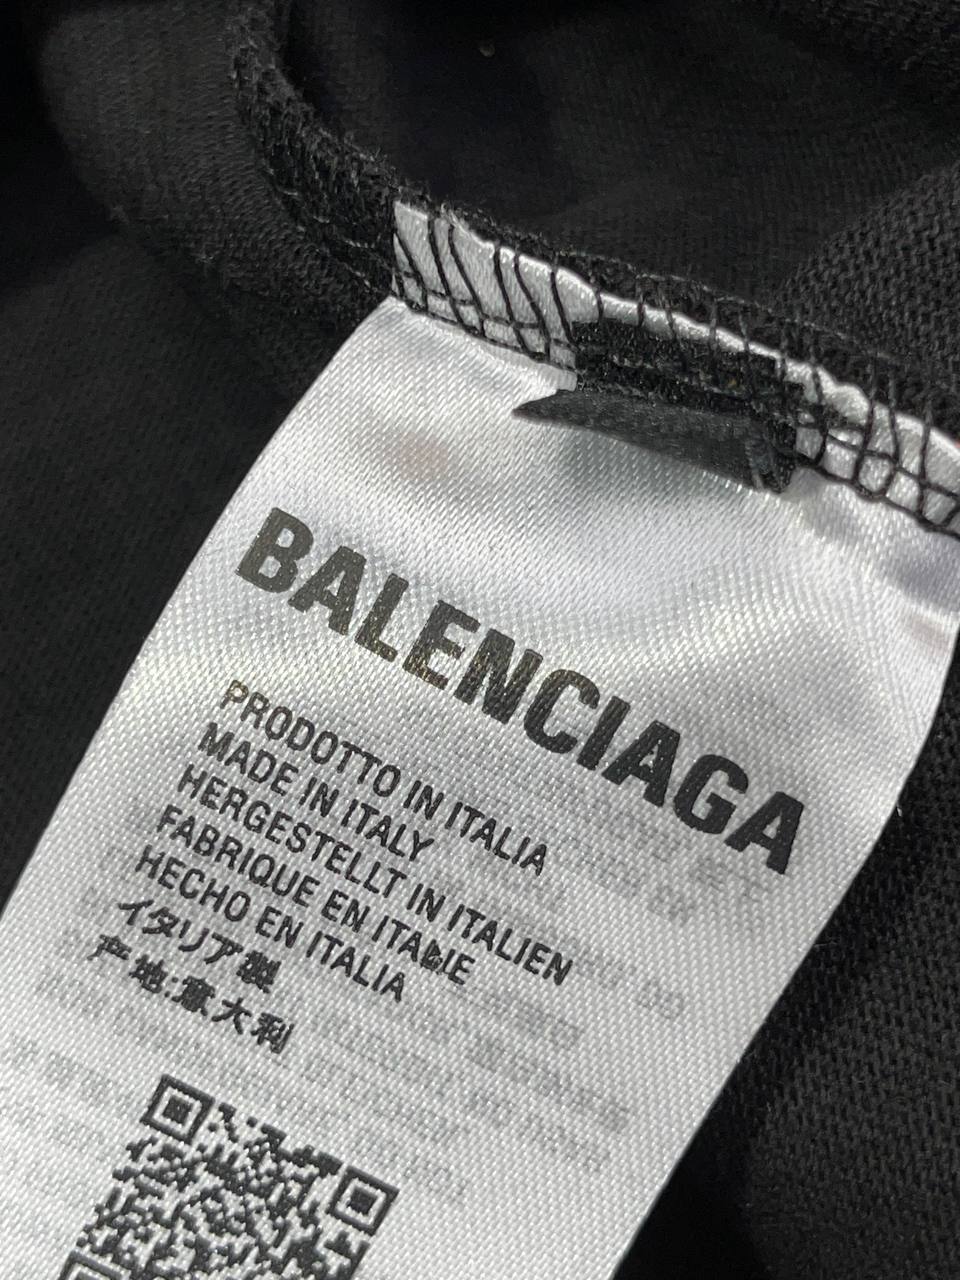 BALENCIAGA
PRODOTTO IN ITALIA
MADE IN ITALY
HERGESTELLT IN ITALIEN
FABRIQUE EN ITALIE
HECHO EN ITALIA
イタリア製
产地:意大利